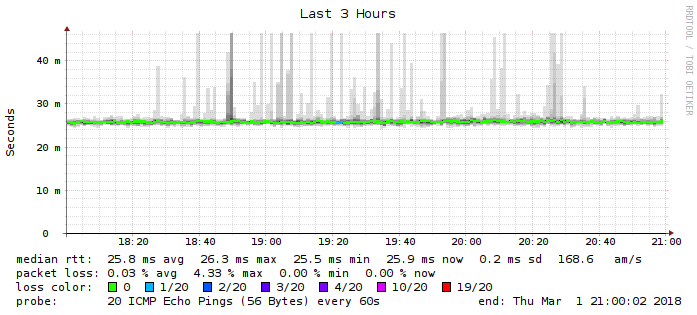 Last 3 Hours
RRDTOOL / TOBI OETIKER
Seconds
40 m
30 m
20 m
10 m
0
18:20 18:40 19:00 19:20 19:40 20:00 20:20 20:40 21:00
median rtt: 25.8 ms avg 26.3 ms max 25.5 ms min 25.9 ms now 0.2 ms sd 168.6 am/s
packet loss: 0.03 % avg 4.33 % max 0.00 % min 0.00 % now
loss color: 0 1/20 2/20 3/20 4/20 10/20 19/20
probe: 20 ICMP Echo Pings (56 Bytes) every 60s end: Thu Mar 1 21:00:02 2018